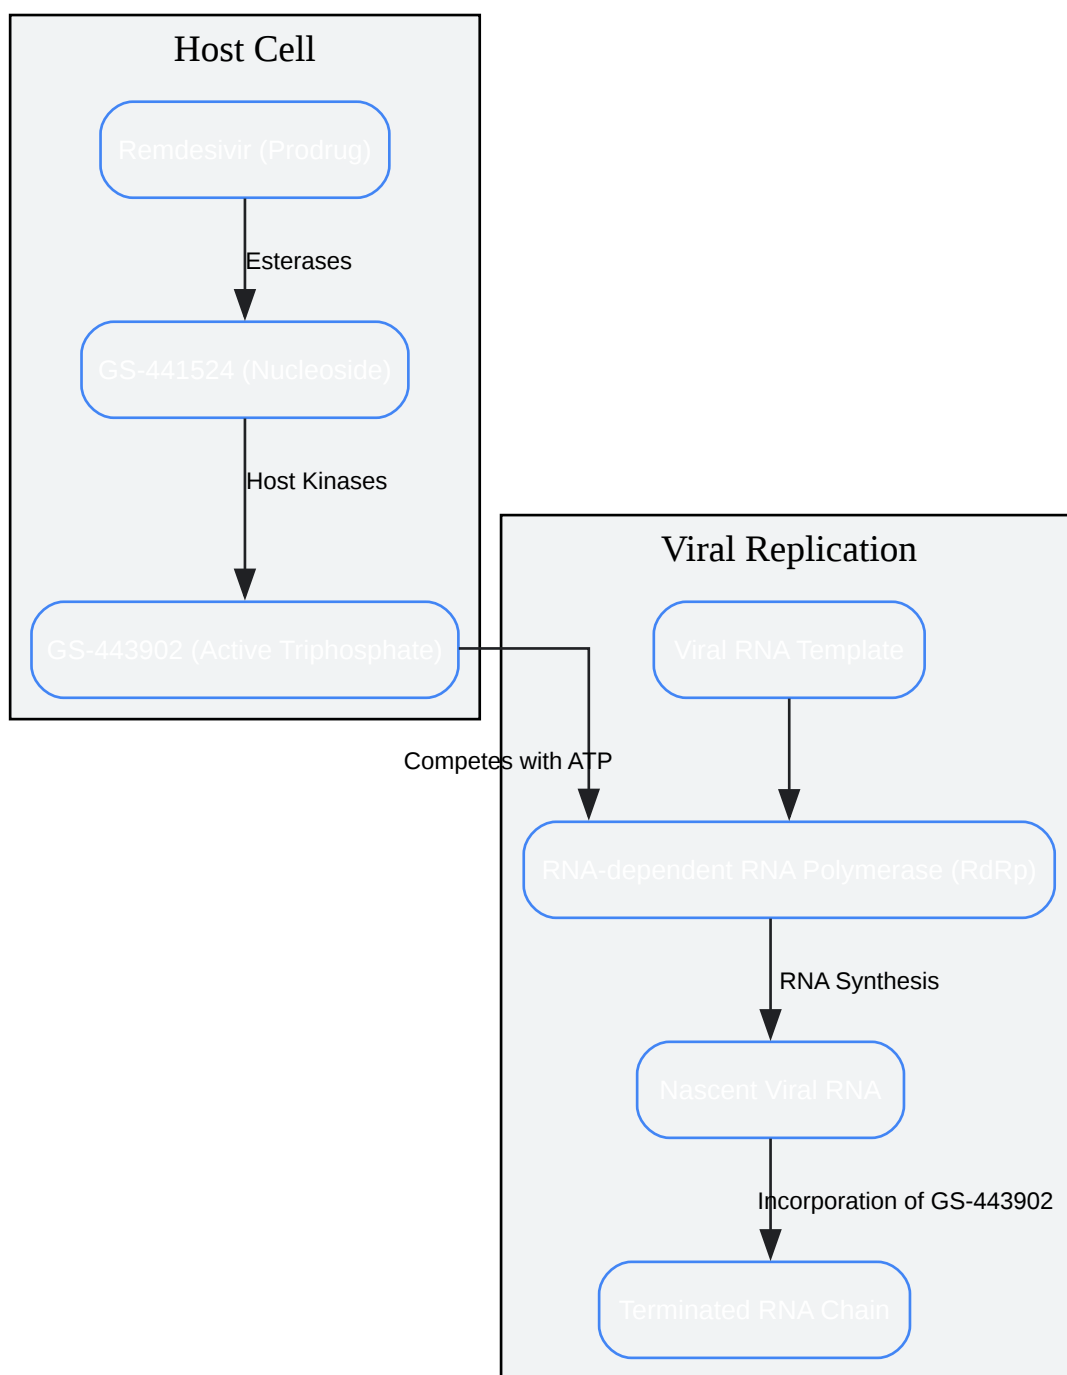 Host Cell
Remdesivir (Prodrug)
Esterases
GS-441524 (Nucleoside)
Host Kinases
GS-443902 (Active Triphosphate)
Competes with ATP
Viral Replication
Viral RNA Template
RNA-dependent RNA Polymerase (RdRp)
RNA Synthesis
Nascent Viral RNA
Incorporation of GS-443902
Terminated RNA Chain